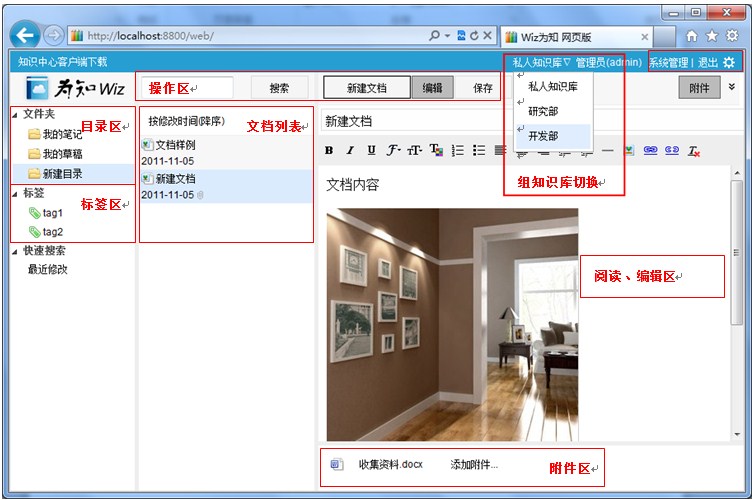 http://localhost:8800/web/
Wiz为知 网页版
知识中心客户端下载
私人知识库▽ 管理员(admin)
系统管理 | 退出
为知Wiz
操作区
搜索
新建文档
编辑
保存
附件
私人知识库
研究部
开发部
组知识库切换
文件夹
目录区
我的笔记
我的草稿
新建目录
标签
标签区
tag1
tag2
快速搜索
最近修改
按修改时间(降序)
文档列表
文档样例
2011-11-05
新建文档
2011-11-05
新建文档
B I U
文档内容
阅读、编辑区
收集资料.docx
添加附件...
附件区